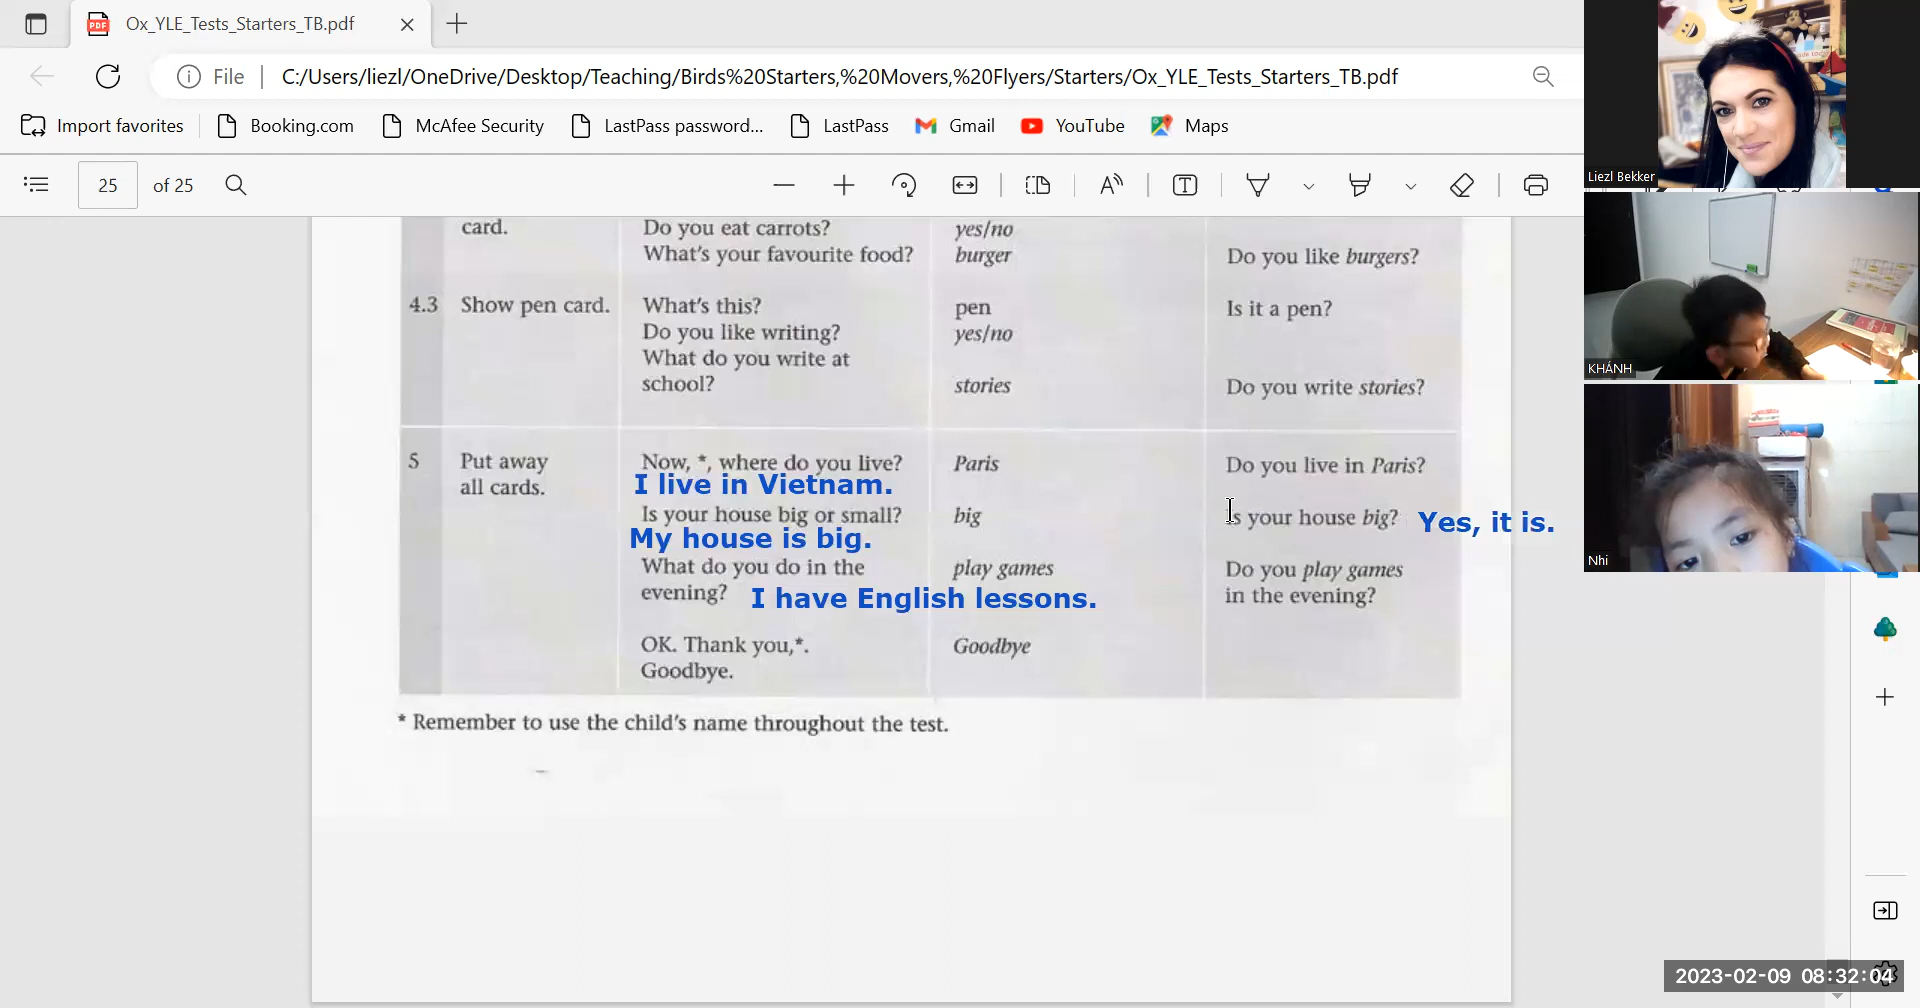 Ox_YLE_Tests_Starters_TB.pdf
File
C:/Users/liezl/OneDrive/Desktop/Teaching/Birds%20Starters,%20Movers,%20Flyers/Starters/Ox_YLE_Tests_Starters_TB.pdf
Import favorites Booking.com McAfee Security LastPass password... LastPass Gmail YouTube Maps
25 of 25
card. Do you eat carrots? yes/no
What's your favourite food? burger Do you like burgers?
4.3 Show pen card. What's this? pen Is it a pen?
Do you like writing? yes/no
What do you write at
school? stories Do you write stories?
5 Put away Now, *, where do you live? Paris Do you live in Paris?
all cards. I live in Vietnam.
Is your house big or small? big Is your house big? Yes, it is.
My house is big.
What do you do in the play games Do you play games
evening? I have English lessons. in the evening?
OK. Thank you,*. Goodbye
Goodbye.
* Remember to use the child's name throughout the test.
Liezl Bekker
KHÁNH
Nhi
2023-02-09 08:32:04